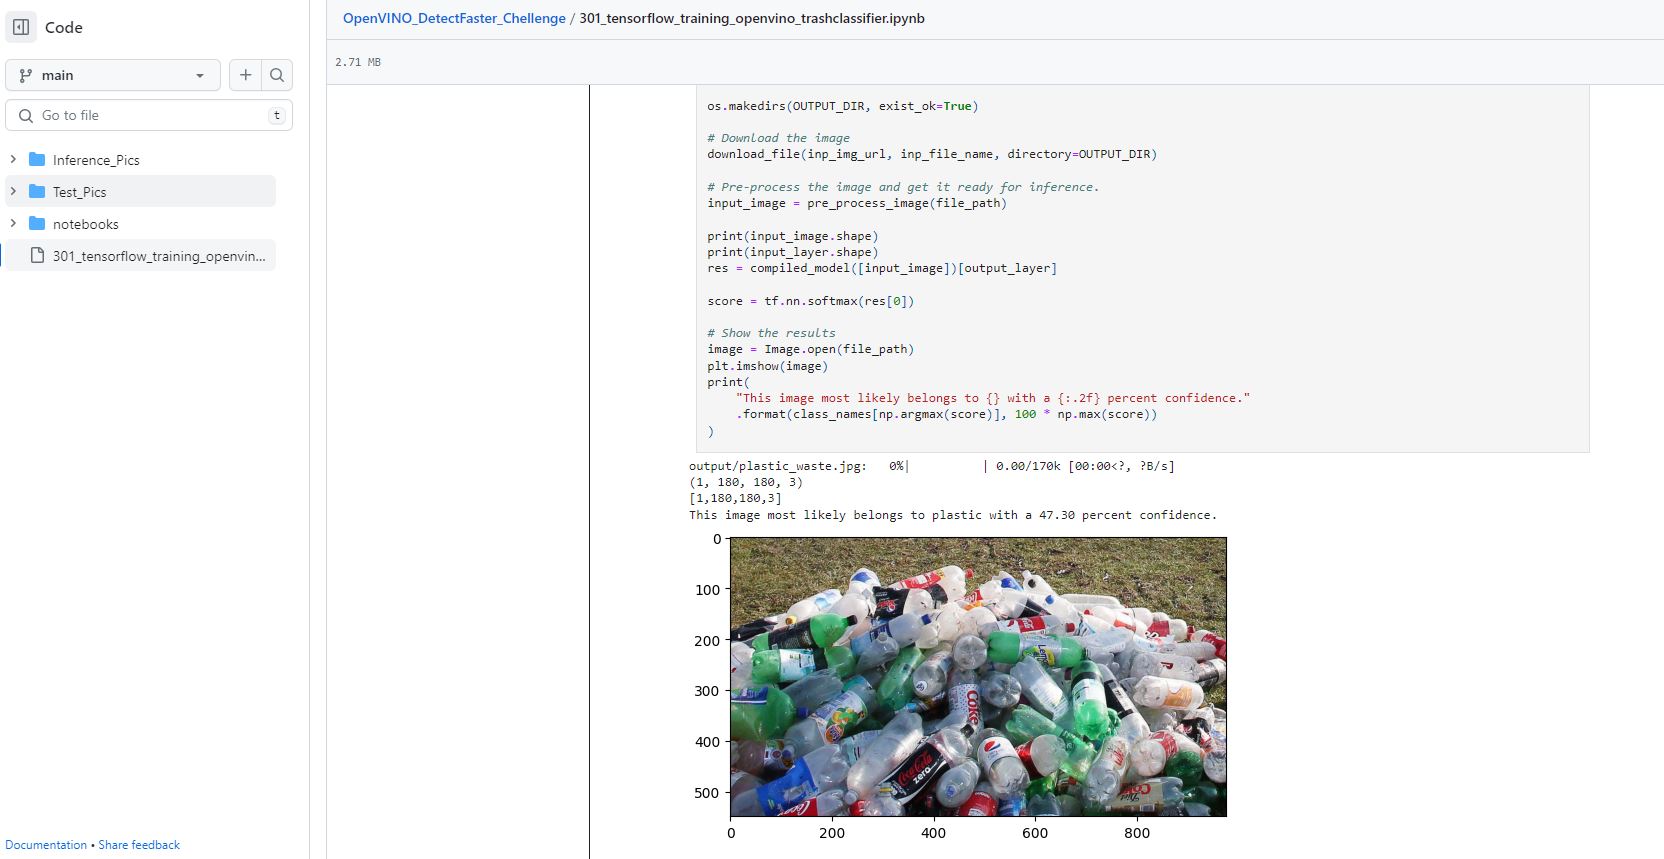 Code
main
Go to file
t
Inference_Pics
Test_Pics
notebooks
301_tensorflow_training_openvin...
Documentation • Share feedback
OpenVINO_DetectFaster_Chellenge / 301_tensorflow_training_openvino_trashclassifier.ipynb
2.71 MB
os.makedirs(OUTPUT_DIR, exist_ok=True)
# Download the image
download_file(inp_img_url, inp_file_name, directory=OUTPUT_DIR)
# Pre-process the image and get it ready for inference.
input_image = pre_process_image(file_path)
print(input_image.shape)
print(input_layer.shape)
res = compiled_model([input_image])[output_layer]
score = tf.nn.softmax(res[0])
# Show the results
image = Image.open(file_path)
plt.imshow(image)
print(
    "This image most likely belongs to {} with a {:.2f} percent confidence."
    .format(class_names[np.argmax(score)], 100 * np.max(score))
)
output/plastic_waste.jpg:   0%|          | 0.00/170k [00:00<?, ?B/s]
(1, 180, 180, 3)
[1,180,180,3]
This image most likely belongs to plastic with a 47.30 percent confidence.
0
100
200
300
400
500
COKE
Coca-Cola
zero
0
200
400
600
800